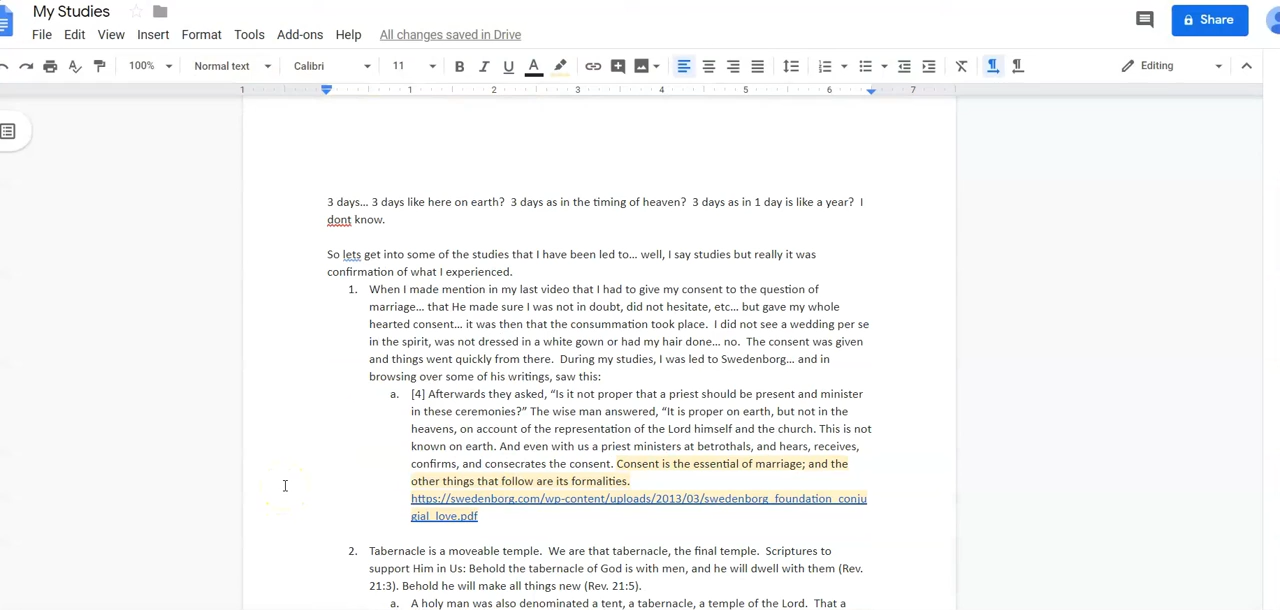 My Studies
File Edit View Insert Format Tools Add-ons Help All changes saved in Drive
Share
100% Normal text Calibri 11 B I U A Editing
1 1 2 3 4 5 6 7
3 days... 3 days like here on earth?  3 days as in the timing of heaven?  3 days as in 1 day is like a year?  I
dont know.
So lets get into some of the studies that I have been led to... well, I say studies but really it was
confirmation of what I experienced.
1. When I made mention in my last video that I had to give my consent to the question of
marriage... that He made sure I was not in doubt, did not hesitate, etc... but gave my whole
hearted consent... it was then that the consummation took place.  I did not see a wedding per se
in the spirit, was not dressed in a white gown or had my hair done... no.  The consent was given
and things went quickly from there.  During my studies, I was led to Swedenborg... and in
browsing over some of his writings, saw this:
a. [4] Afterwards they asked, “Is it not proper that a priest should be present and minister
in these ceremonies?” The wise man answered, “It is proper on earth, but not in the
heavens, on account of the representation of the Lord himself and the church. This is not
known on earth. And even with us a priest ministers at betrothals, and hears, receives,
confirms, and consecrates the consent. Consent is the essential of marriage; and the
other things that follow are its formalities.
https://swedenborg.com/wp-content/uploads/2013/03/swedenborg_foundation_conju
gial_love.pdf
2. Tabernacle is a moveable temple.  We are that tabernacle, the final temple.  Scriptures to
support Him in Us: Behold the tabernacle of God is with men, and he will dwell with them (Rev.
21:3). Behold he will make all things new (Rev. 21:5).
a. A holy man was also denominated a tent, a tabernacle, a temple of the Lord.  That a